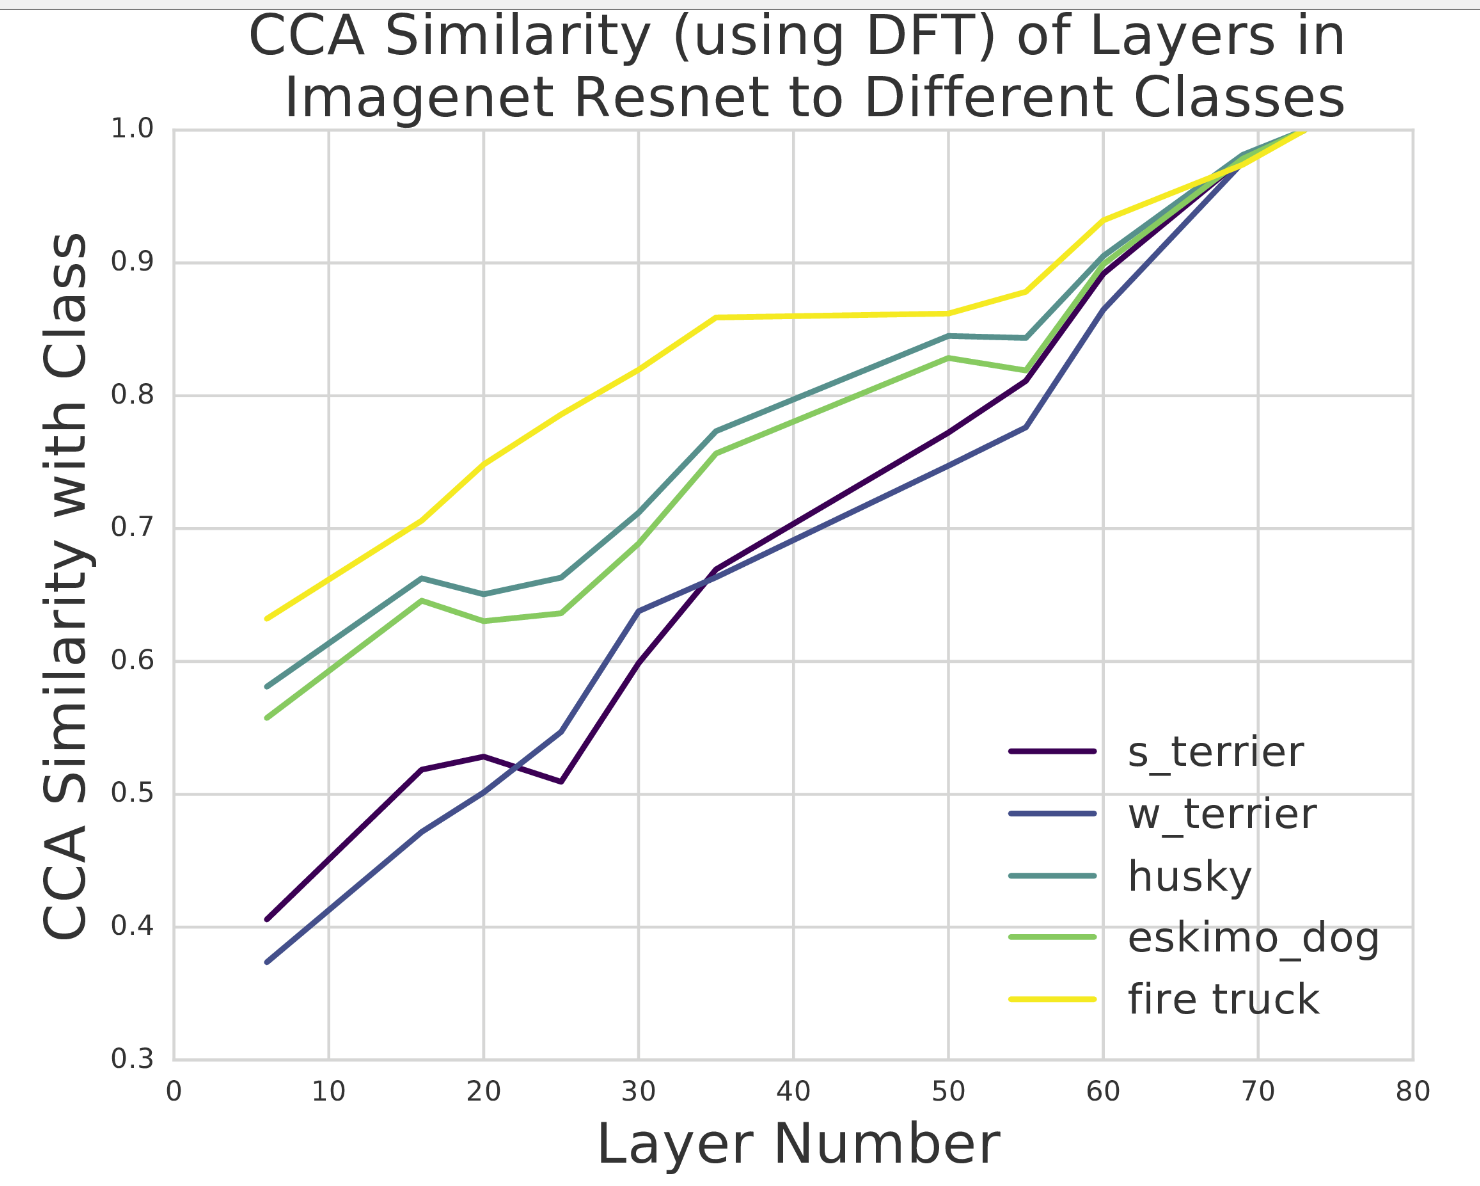 CCA Similarity (using DFT) of Layers in
Imagenet Resnet to Different Classes
CCA Similarity with Class
1.0
0.9
0.8
0.7
0.6
0.5
0.4
0.3
s_terrier
w_terrier
husky
eskimo_dog
fire truck
0 10 20 30 40 50 60 70 80
Layer Number